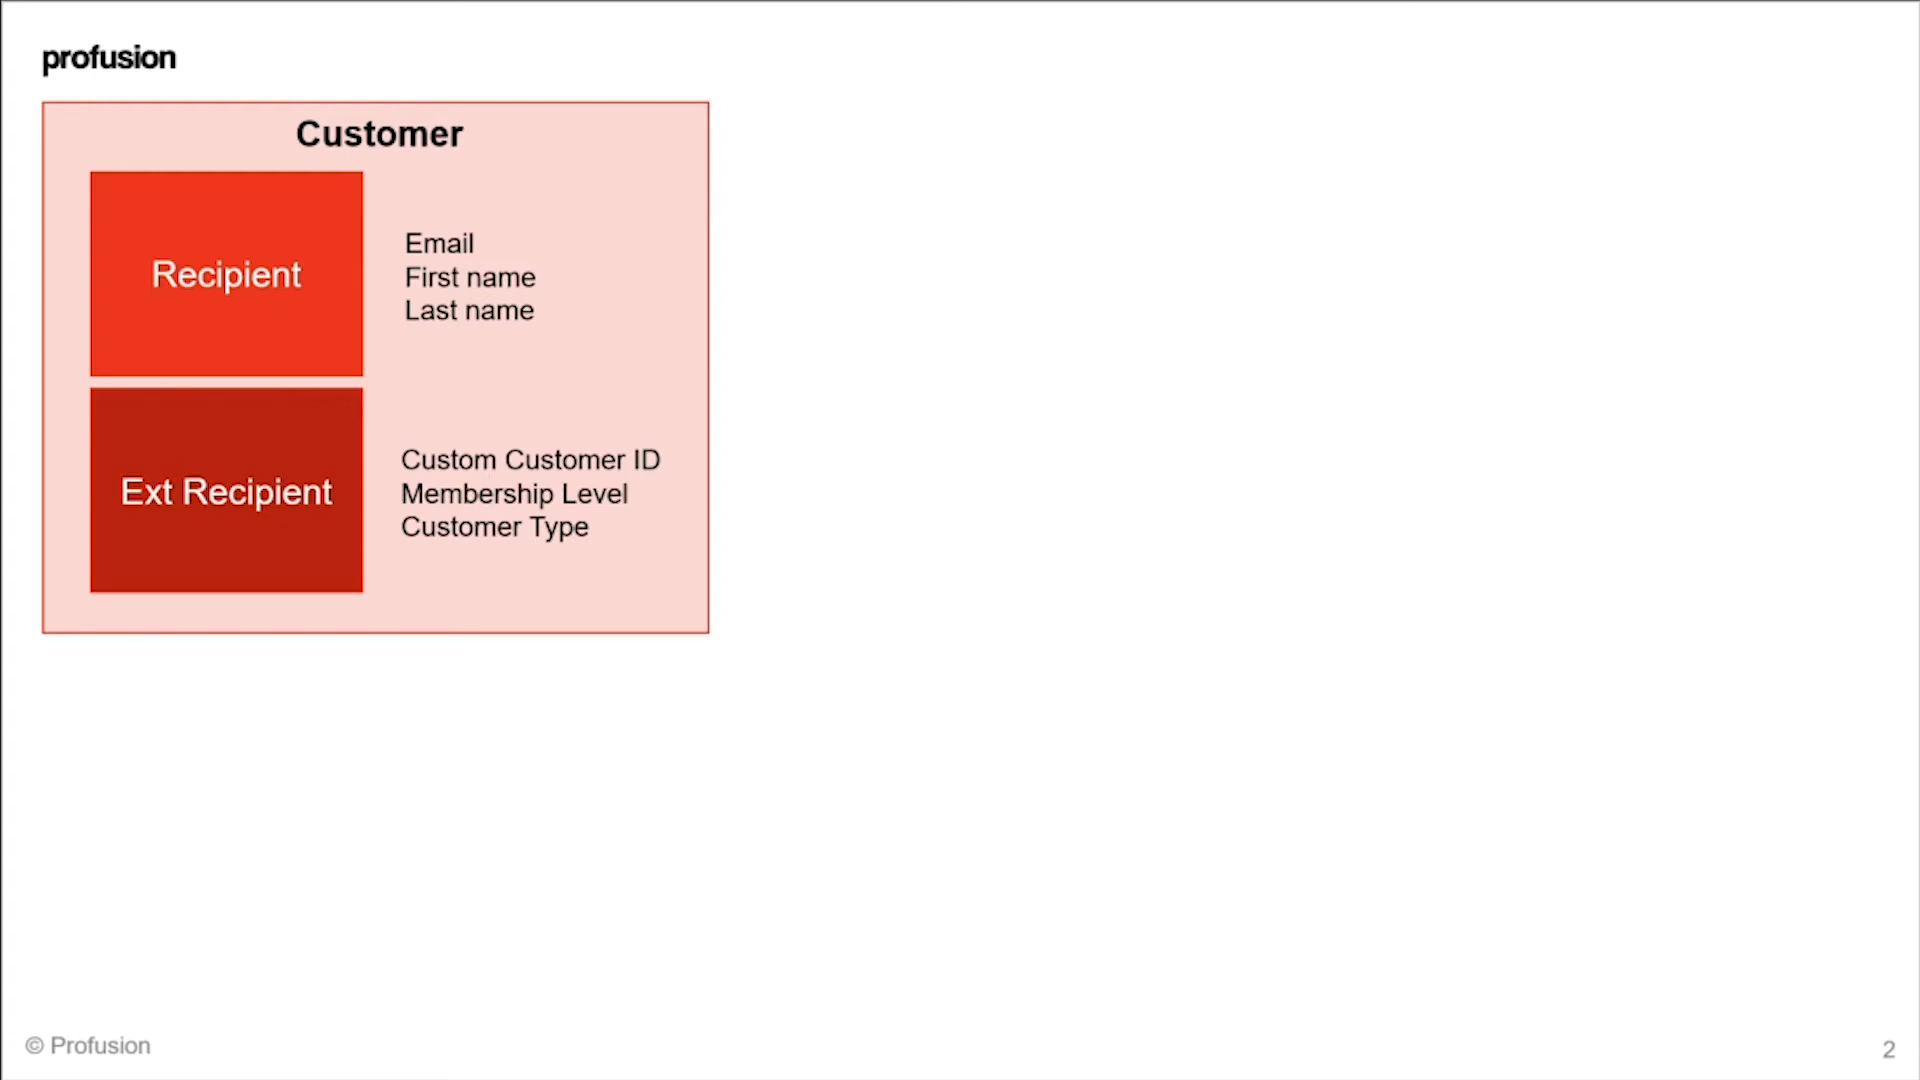 profusion
Customer
Recipient
Email
First name
Last name
Ext Recipient
Custom Customer ID
Membership Level
Customer Type
© Profusion
2